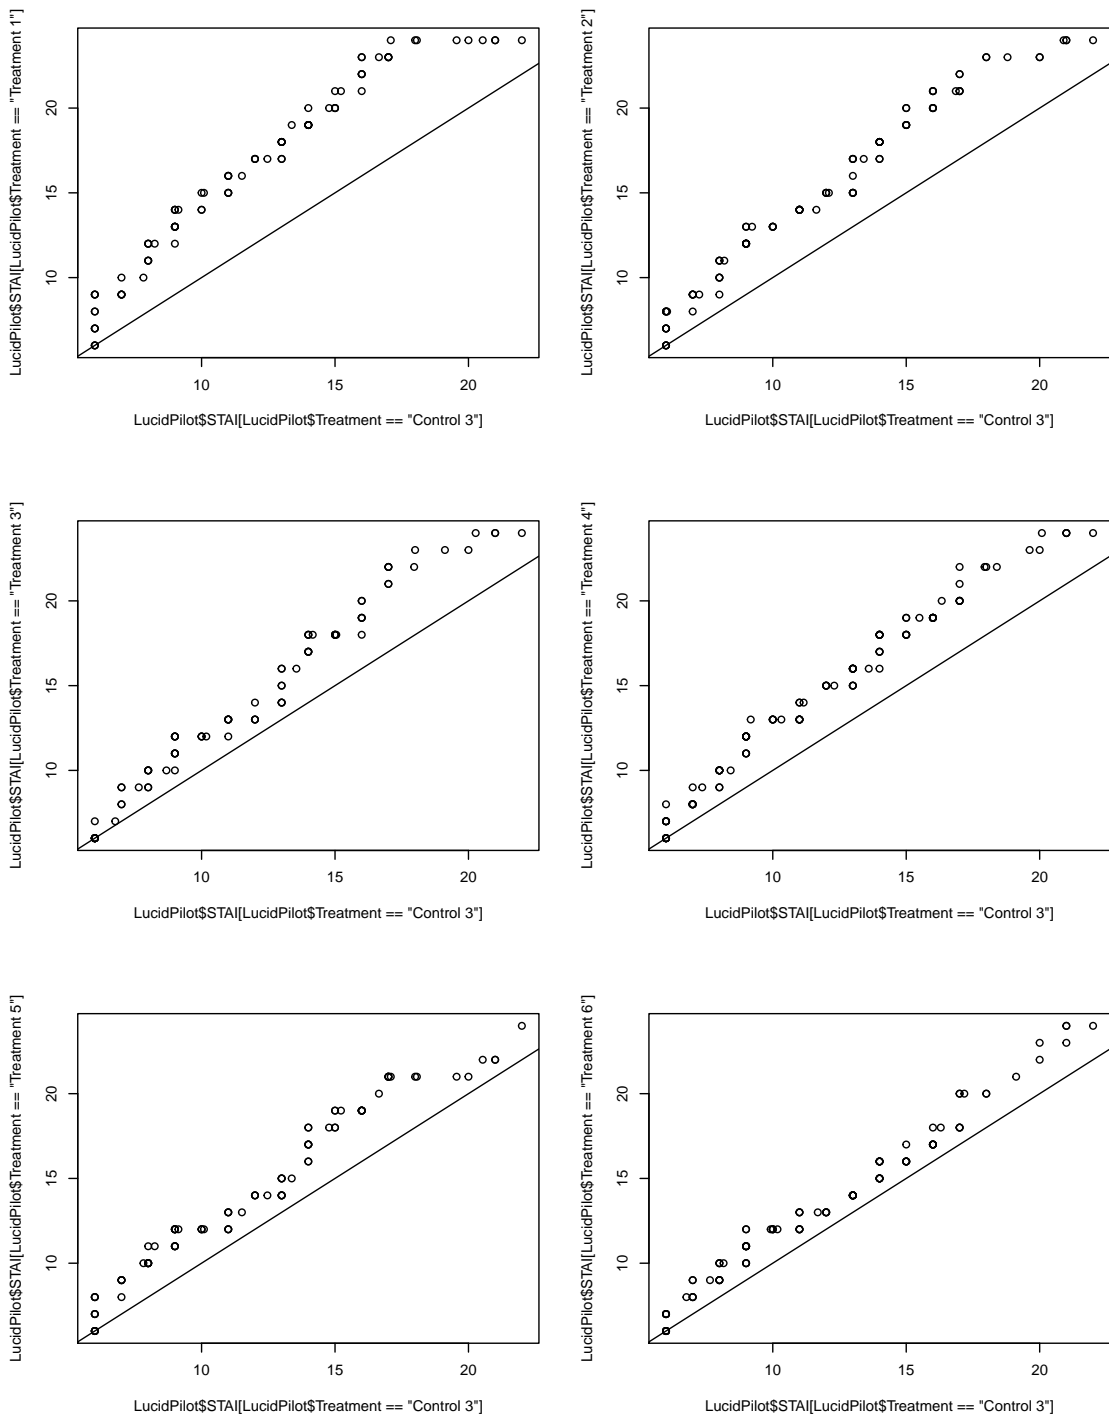 LucidPilot$STAI[LucidPilot$Treatment == "Treatment 1"]
10 15 20
10 15 20
LucidPilot$STAI[LucidPilot$Treatment == "Control 3"]
LucidPilot$STAI[LucidPilot$Treatment == "Treatment 2"]
10 15 20
10 15 20
LucidPilot$STAI[LucidPilot$Treatment == "Control 3"]
LucidPilot$STAI[LucidPilot$Treatment == "Treatment 3"]
10 15 20
10 15 20
LucidPilot$STAI[LucidPilot$Treatment == "Control 3"]
LucidPilot$STAI[LucidPilot$Treatment == "Treatment 4"]
10 15 20
10 15 20
LucidPilot$STAI[LucidPilot$Treatment == "Control 3"]
LucidPilot$STAI[LucidPilot$Treatment == "Treatment 5"]
10 15 20
10 15 20
LucidPilot$STAI[LucidPilot$Treatment == "Control 3"]
LucidPilot$STAI[LucidPilot$Treatment == "Treatment 6"]
10 15 20
10 15 20
LucidPilot$STAI[LucidPilot$Treatment == "Control 3"]